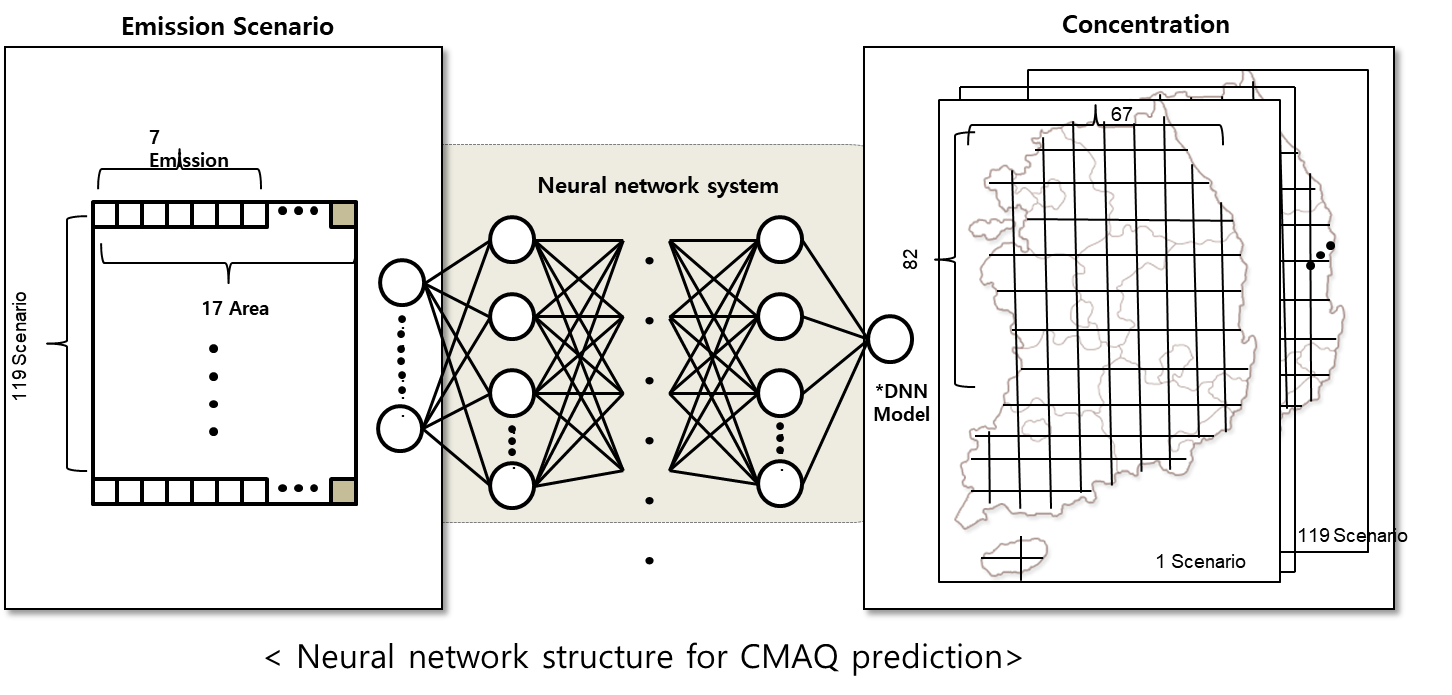 Emission Scenario
Concentration
7
Emission
17 Area
119 Scenario
Neural network system
*DNN
Model
67
82
1 Scenario
119 Scenario
< Neural network structure for CMAQ prediction>